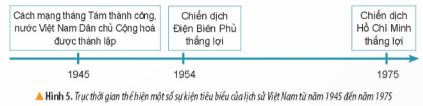 Cách mạng tháng Tám thành công,
nước Việt Nam Dân chủ Cộng hoà
được thành lập
Chiến dịch
Điện Biên Phủ
thắng lợi
Chiến dịch
Hồ Chí Minh
thắng lợi
1945
1954
1975
▲ Hình 5. Trục thời gian thể hiện một số sự kiện tiêu biểu của lịch sử Việt Nam từ năm 1945 đến năm 1975